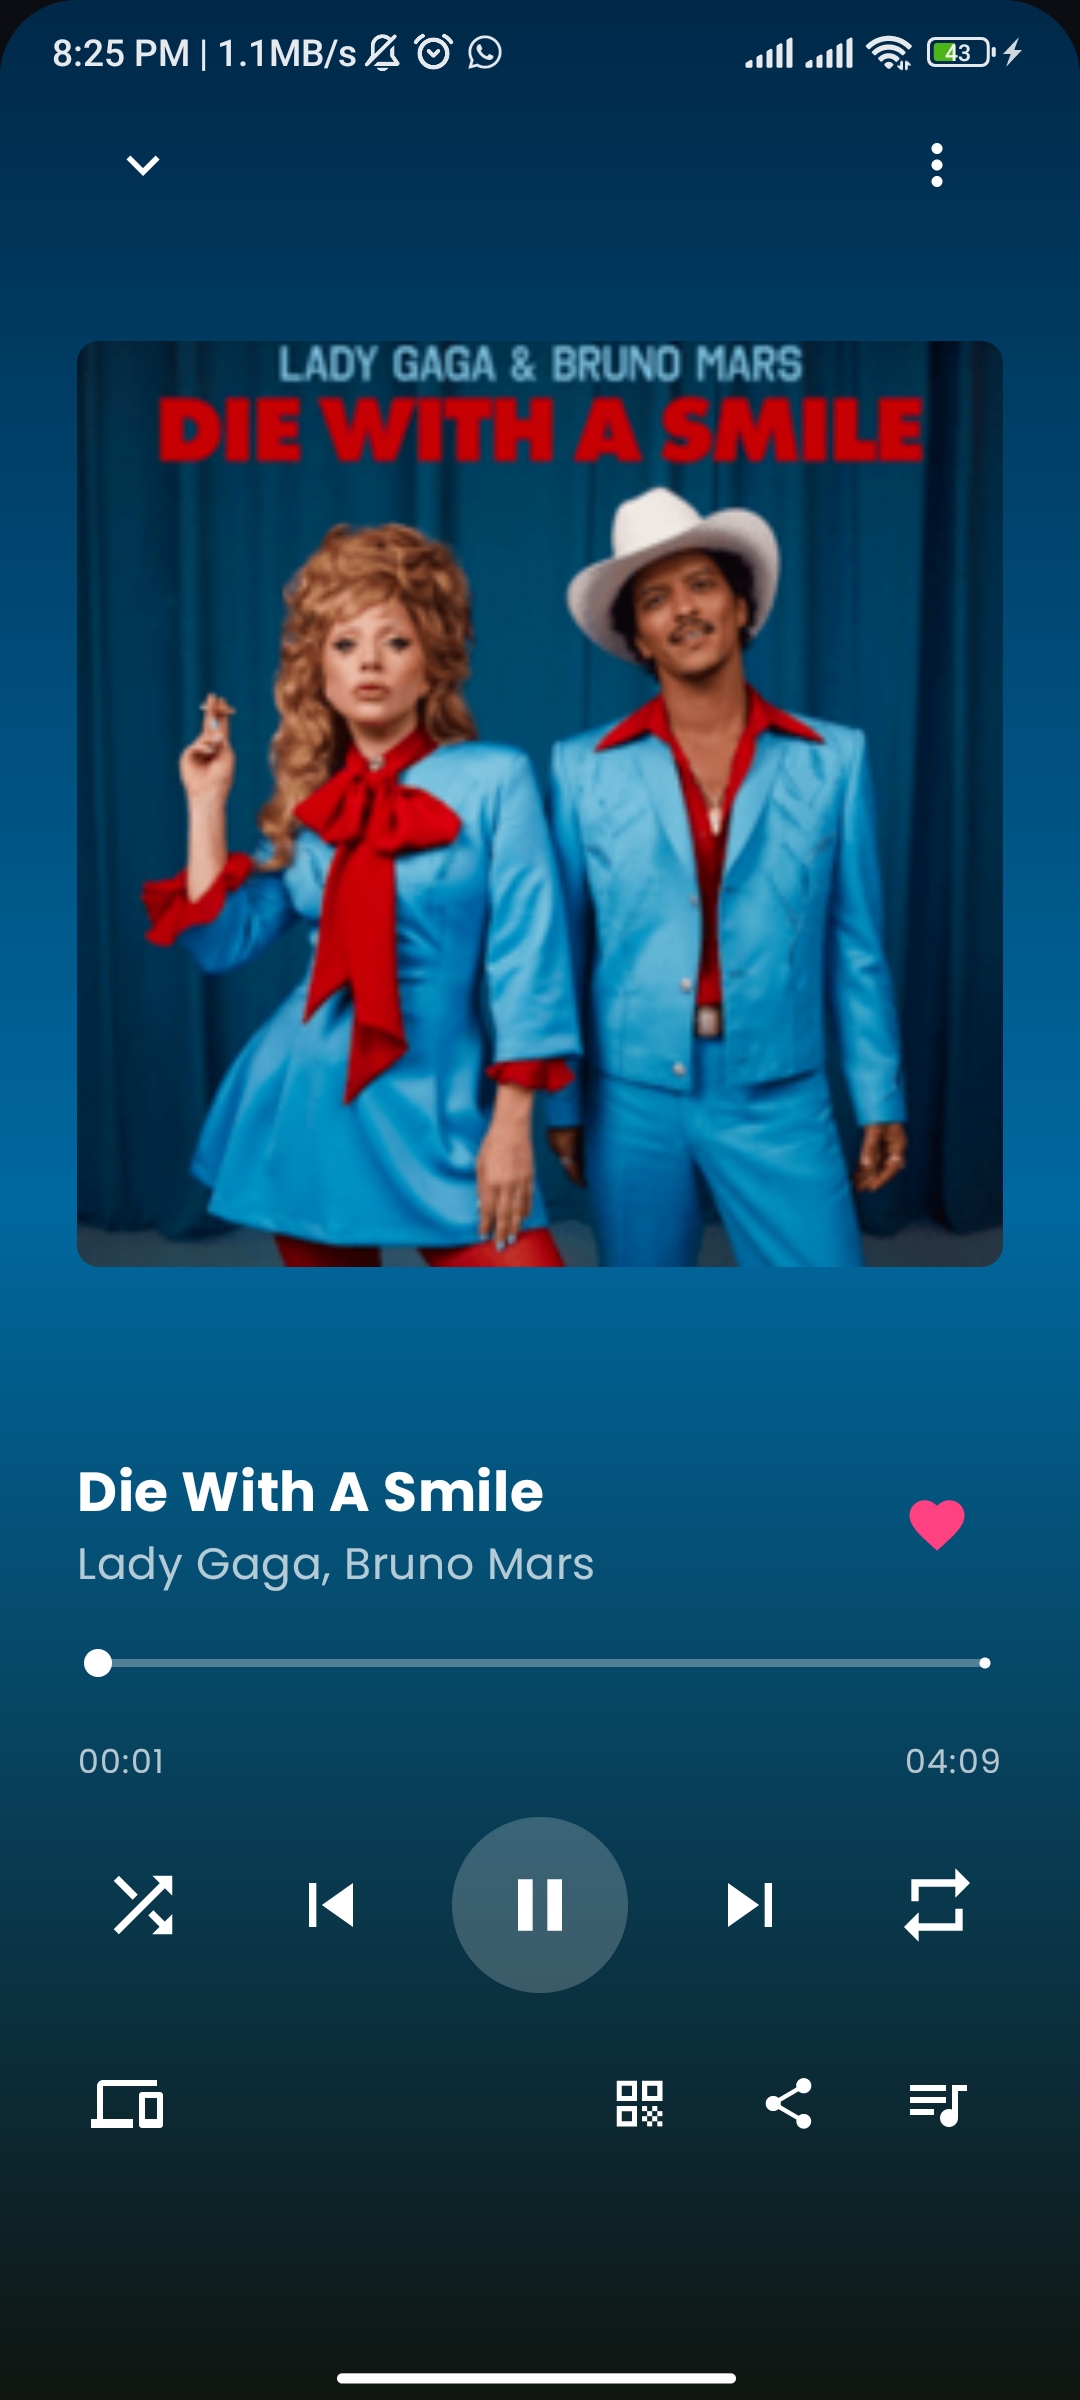 8:25 PM | 1.1MB/s
43
LADY GAGA & BRUNO MARS
DIE WITH A SMILE
Die With A Smile
Lady Gaga, Bruno Mars
00:01
04:09